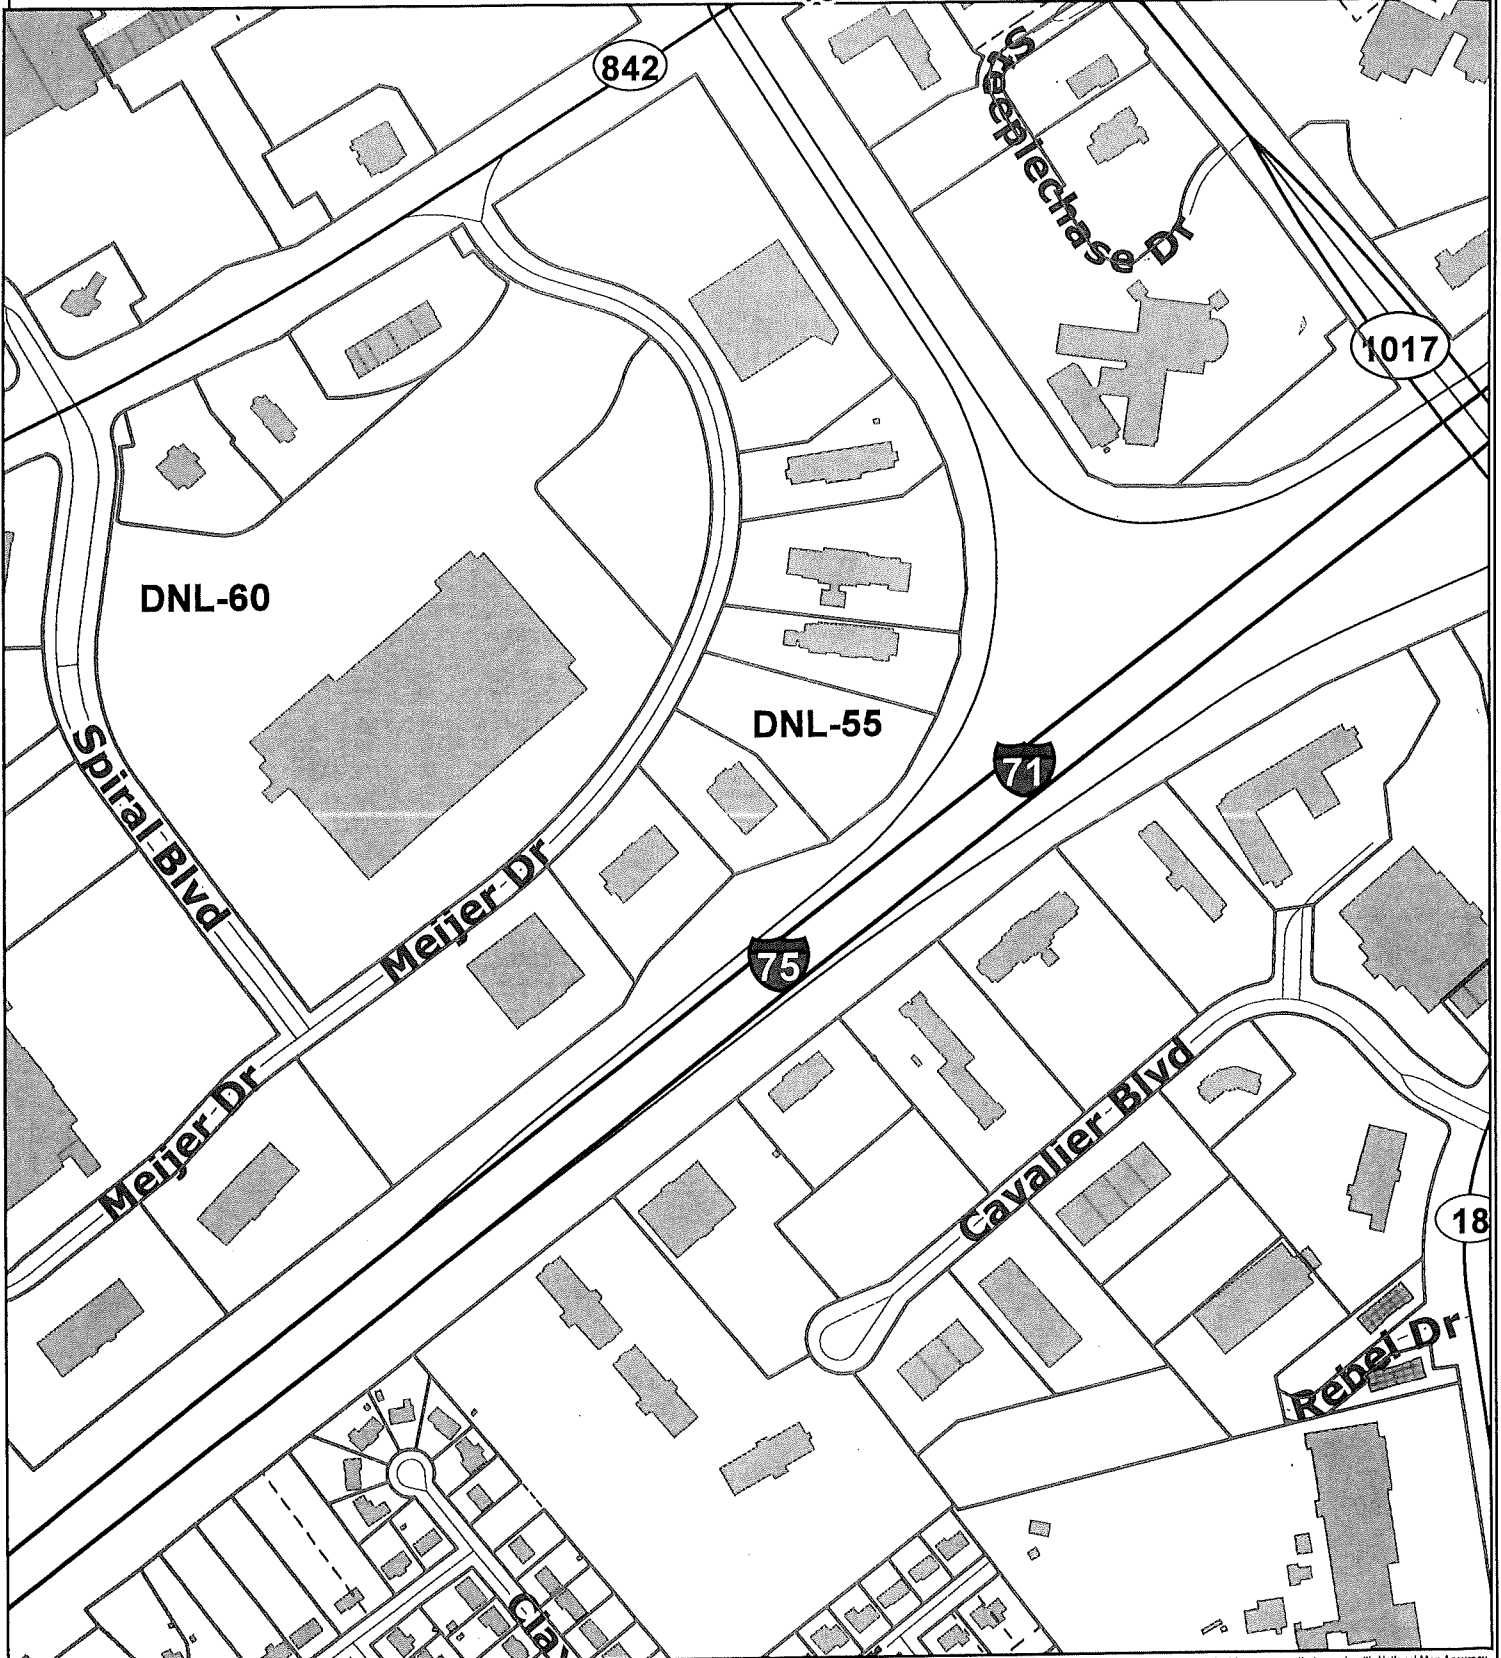 842
Steeplechase Dr
1017
DNL-60
DNL-55
Spiral Blvd
71
Meijer Dr
75
Meijer Dr
Cavalier Blvd
18
Rebel Dr